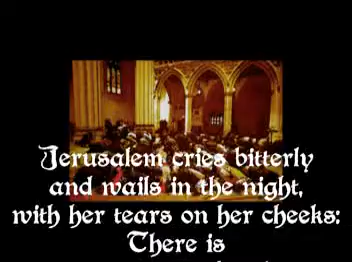 Jerusalem cries bitterly
and wails in the night,
with her tears on her cheeks:
There is